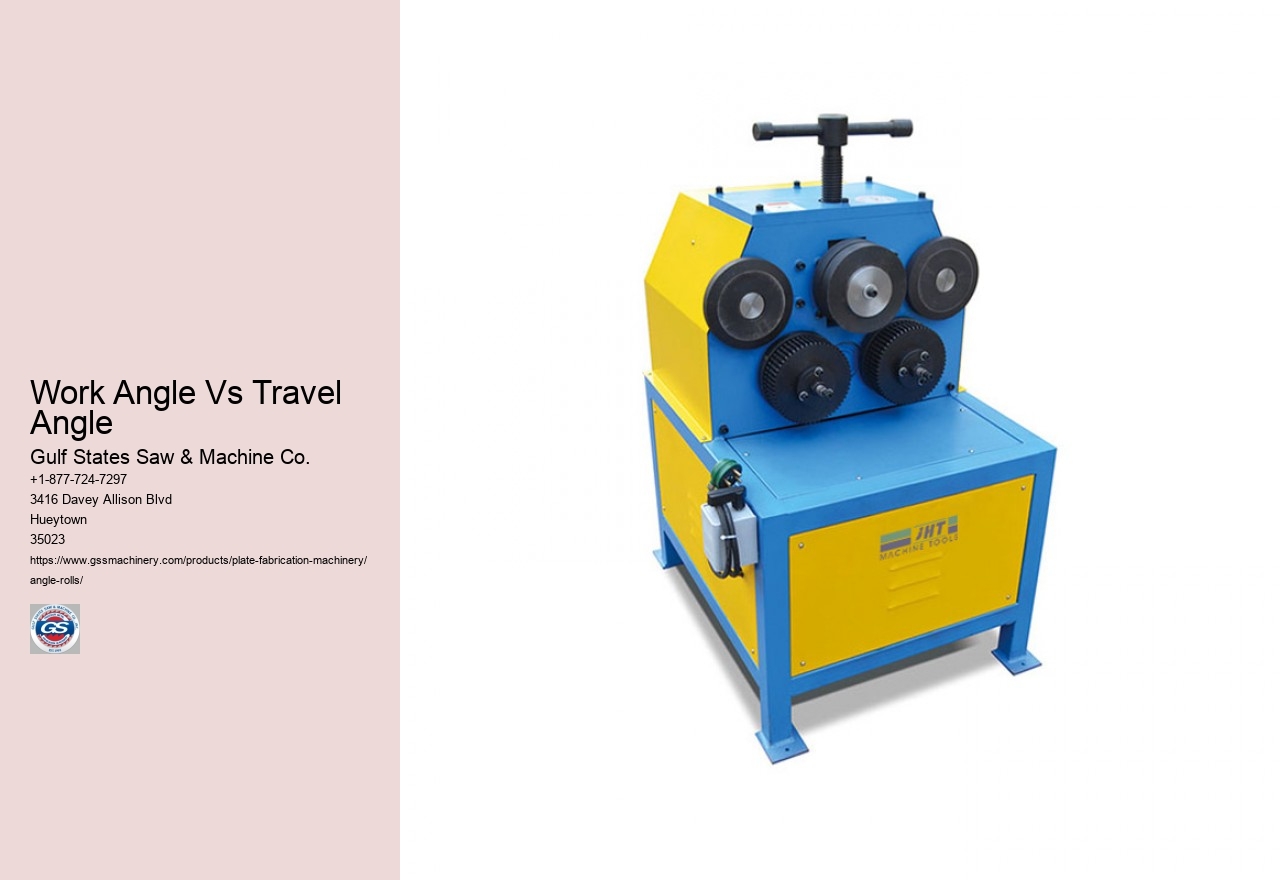 Work Angle Vs Travel
Angle
Gulf States Saw & Machine Co.
+1-877-724-7297
3416 Davey Allison Blvd
Hueytown
35023
https://www.gssmachinery.com/products/plate-fabrication-machinery/
angle-rolls/
GS
JHT
MACHINE TOOLS